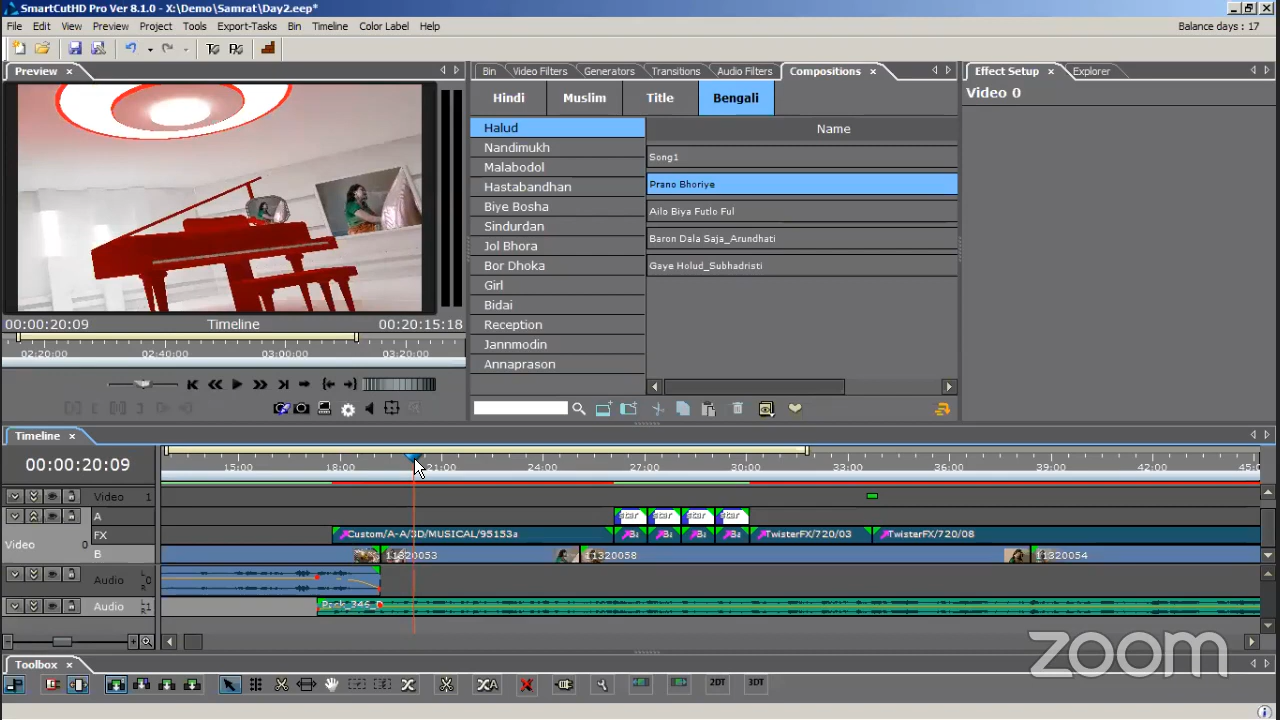 SmartCutHD Pro Ver 8.1.0 - X:\Demo\Samrat\Day2.eep*
File Edit View Preview Project Tools Export-Tasks Bin Timeline Color Label Help
Balance days : 17
Preview
Bin Video Filters Generators Transitions Audio Filters Compositions
Effect Setup Explorer
Video 0
Hindi Muslim Title Bengali
Name
Halud
Nandimukh
Malabodol
Hastabandhan
Biye Bosha
Sindurdan
Jol Bhora
Bor Dhoka
Girl
Bidai
Reception
Jannmodin
Annaprason
Song1
Prano Bhoriye
Ailo Biya Futlo Ful
Baron Dala Saja_Arundhati
Gaye Holud_Subhadristi
00:00:20:09 Timeline 00:20:15:18
02:20:00 02:40:00 03:00:00 03:20:00
Timeline
00:00:20:09
15:00 18:00 21:00 24:00 27:00 30:00 33:00 36:00 39:00 42:00 45:0
Video 1
A
star star star star
Video 0
FX
Custom/A-A/3D/MUSICAL/95153a
TwisterFX/720/03
TwisterFX/720/08
B
11320053
11320058
11320054
Audio 0
L
R
Audio 1
zoom
Toolbox
2DT 3DT